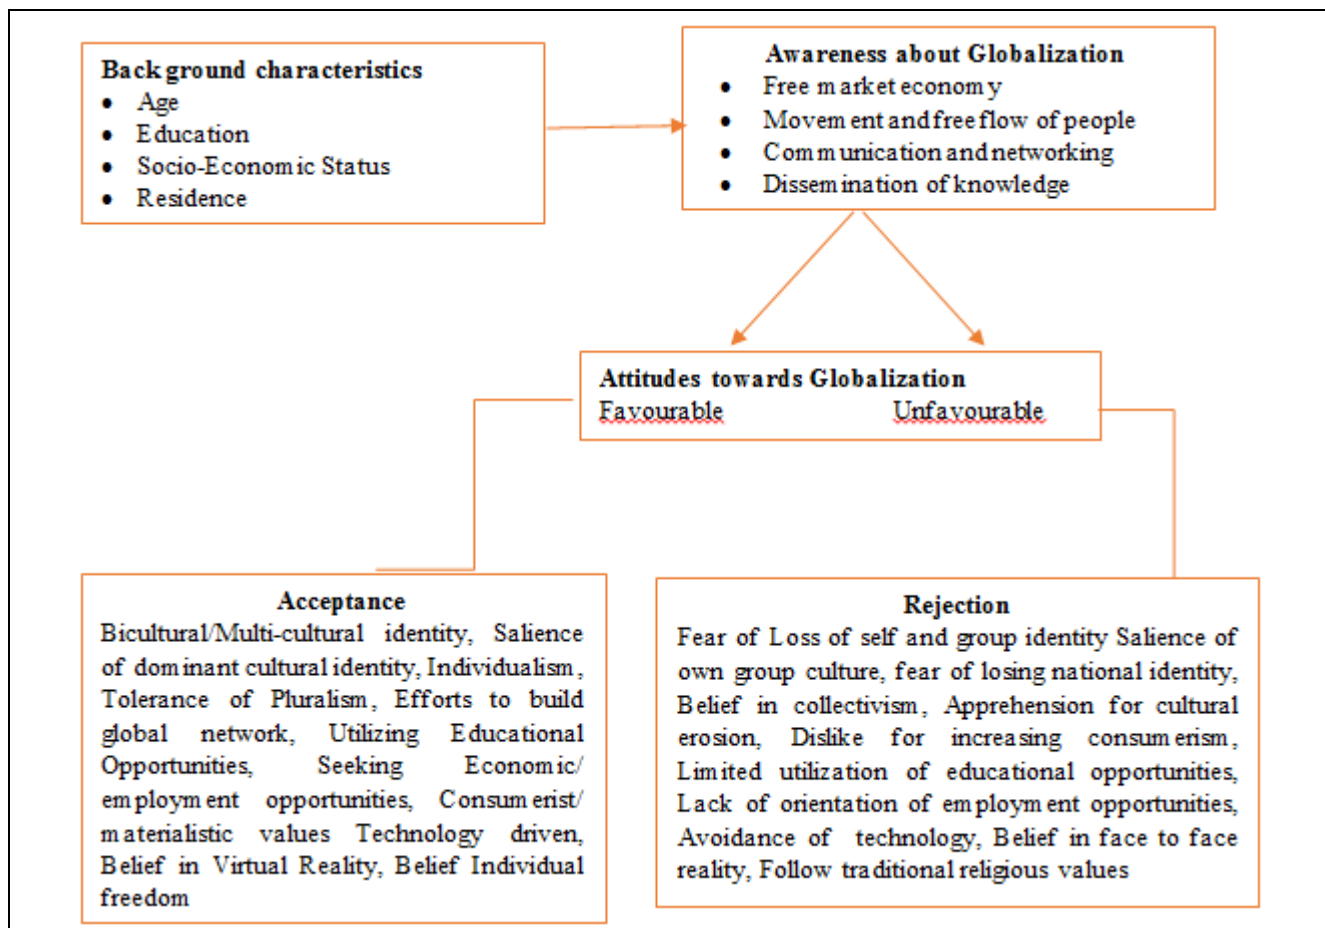 Background characteristics
• Age
• Education
• Socio-Economic Status
• Residence
Awareness about Globalization
• Free market economy
• Movement and free flow of people
• Communication and networking
• Dissemination of knowledge
Attitudes towards Globalization
Favourable Unfavourable
Acceptance
Bicultural/Multi-cultural identity, Salience
of dominant cultural identity, Individualism,
Tolerance of Pluralism, Efforts to build
global network, Utilizing Educational
Opportunities, Seeking Economic/
employment opportunities, Consumerist/
materialistic values Technology driven,
Belief in Virtual Reality, Belief Individual
freedom
Rejection
Fear of Loss of self and group identity Salience of
own group culture, fear of losing national identity,
Belief in collectivism, Apprehension for cultural
erosion, Dislike for increasing consumerism,
Limited utilization of educational opportunities,
Lack of orientation of employment opportunities,
Avoidance of technology, Belief in face to face
reality, Follow traditional religious values